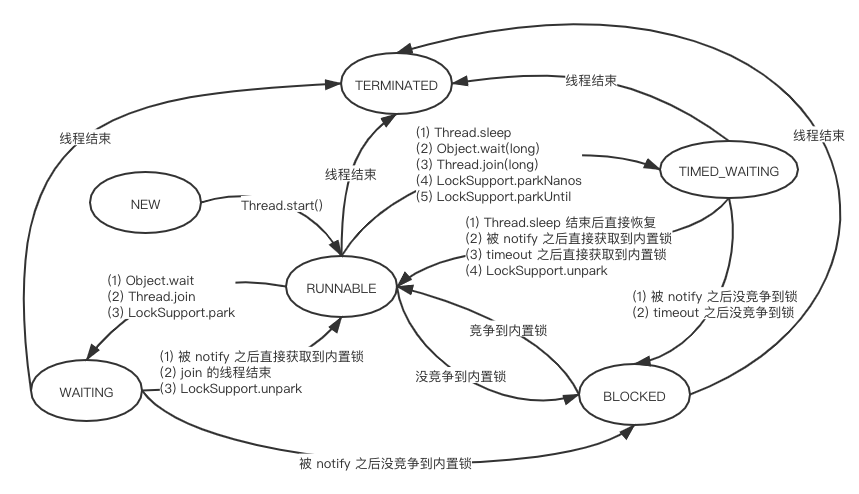 TERMINATED
线程结束
线程结束
线程结束
线程结束
(1) Thread.sleep
(2) Object.wait(long)
(3) Thread.join(long)
(4) LockSupport.parkNanos
(5) LockSupport.parkUntil
TIMED_WAITING
NEW
Thread.start()
(1) Thread.sleep 结束后直接恢复
(2) 被 notify 之后直接获取到内置锁
(3) timeout 之后直接获取到内置锁
(4) LockSupport.unpark
(1) Object.wait
(2) Thread.join
(3) LockSupport.park
RUNNABLE
(1) 被 notify 之后没竞争到锁
(2) timeout 之后没竞争到锁
竞争到内置锁
(1) 被 notify 之后直接获取到内置锁
(2) join 的线程结束
(3) LockSupport.unpark
没竞争到内置锁
WAITING
BLOCKED
被 notify 之后没竞争到内置锁